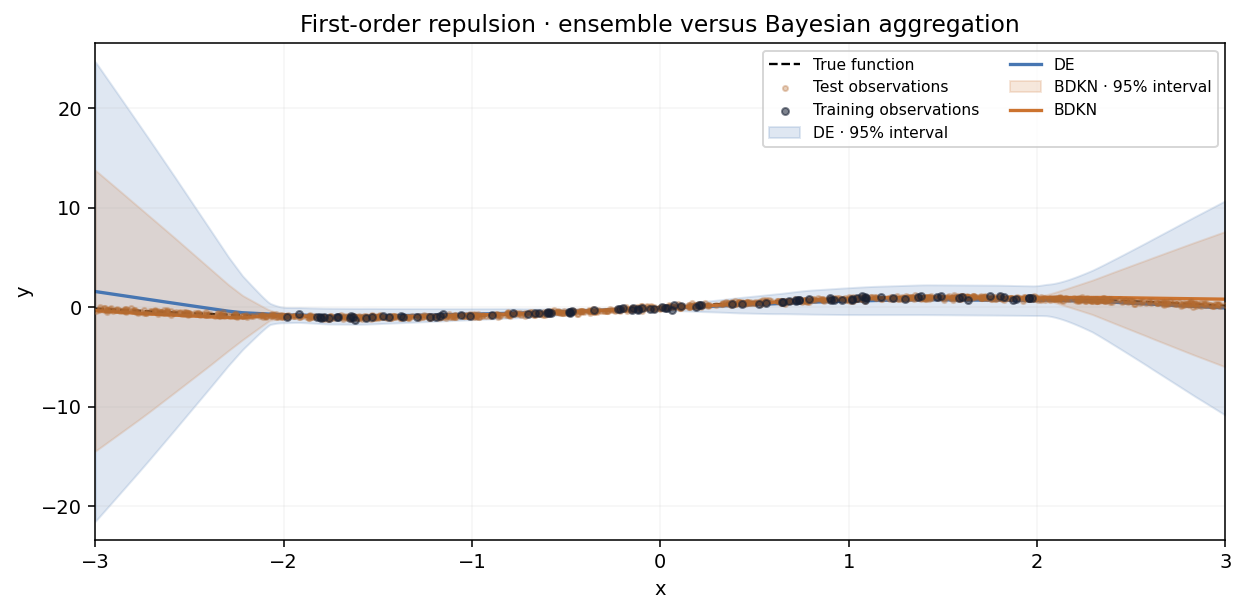 First-order repulsion · ensemble versus Bayesian aggregation
True function
Test observations
Training observations
DE · 95% interval
DE
BDKN · 95% interval
BDKN
y
20
10
0
−10
−20
−3
−2
−1
0
1
2
3
x